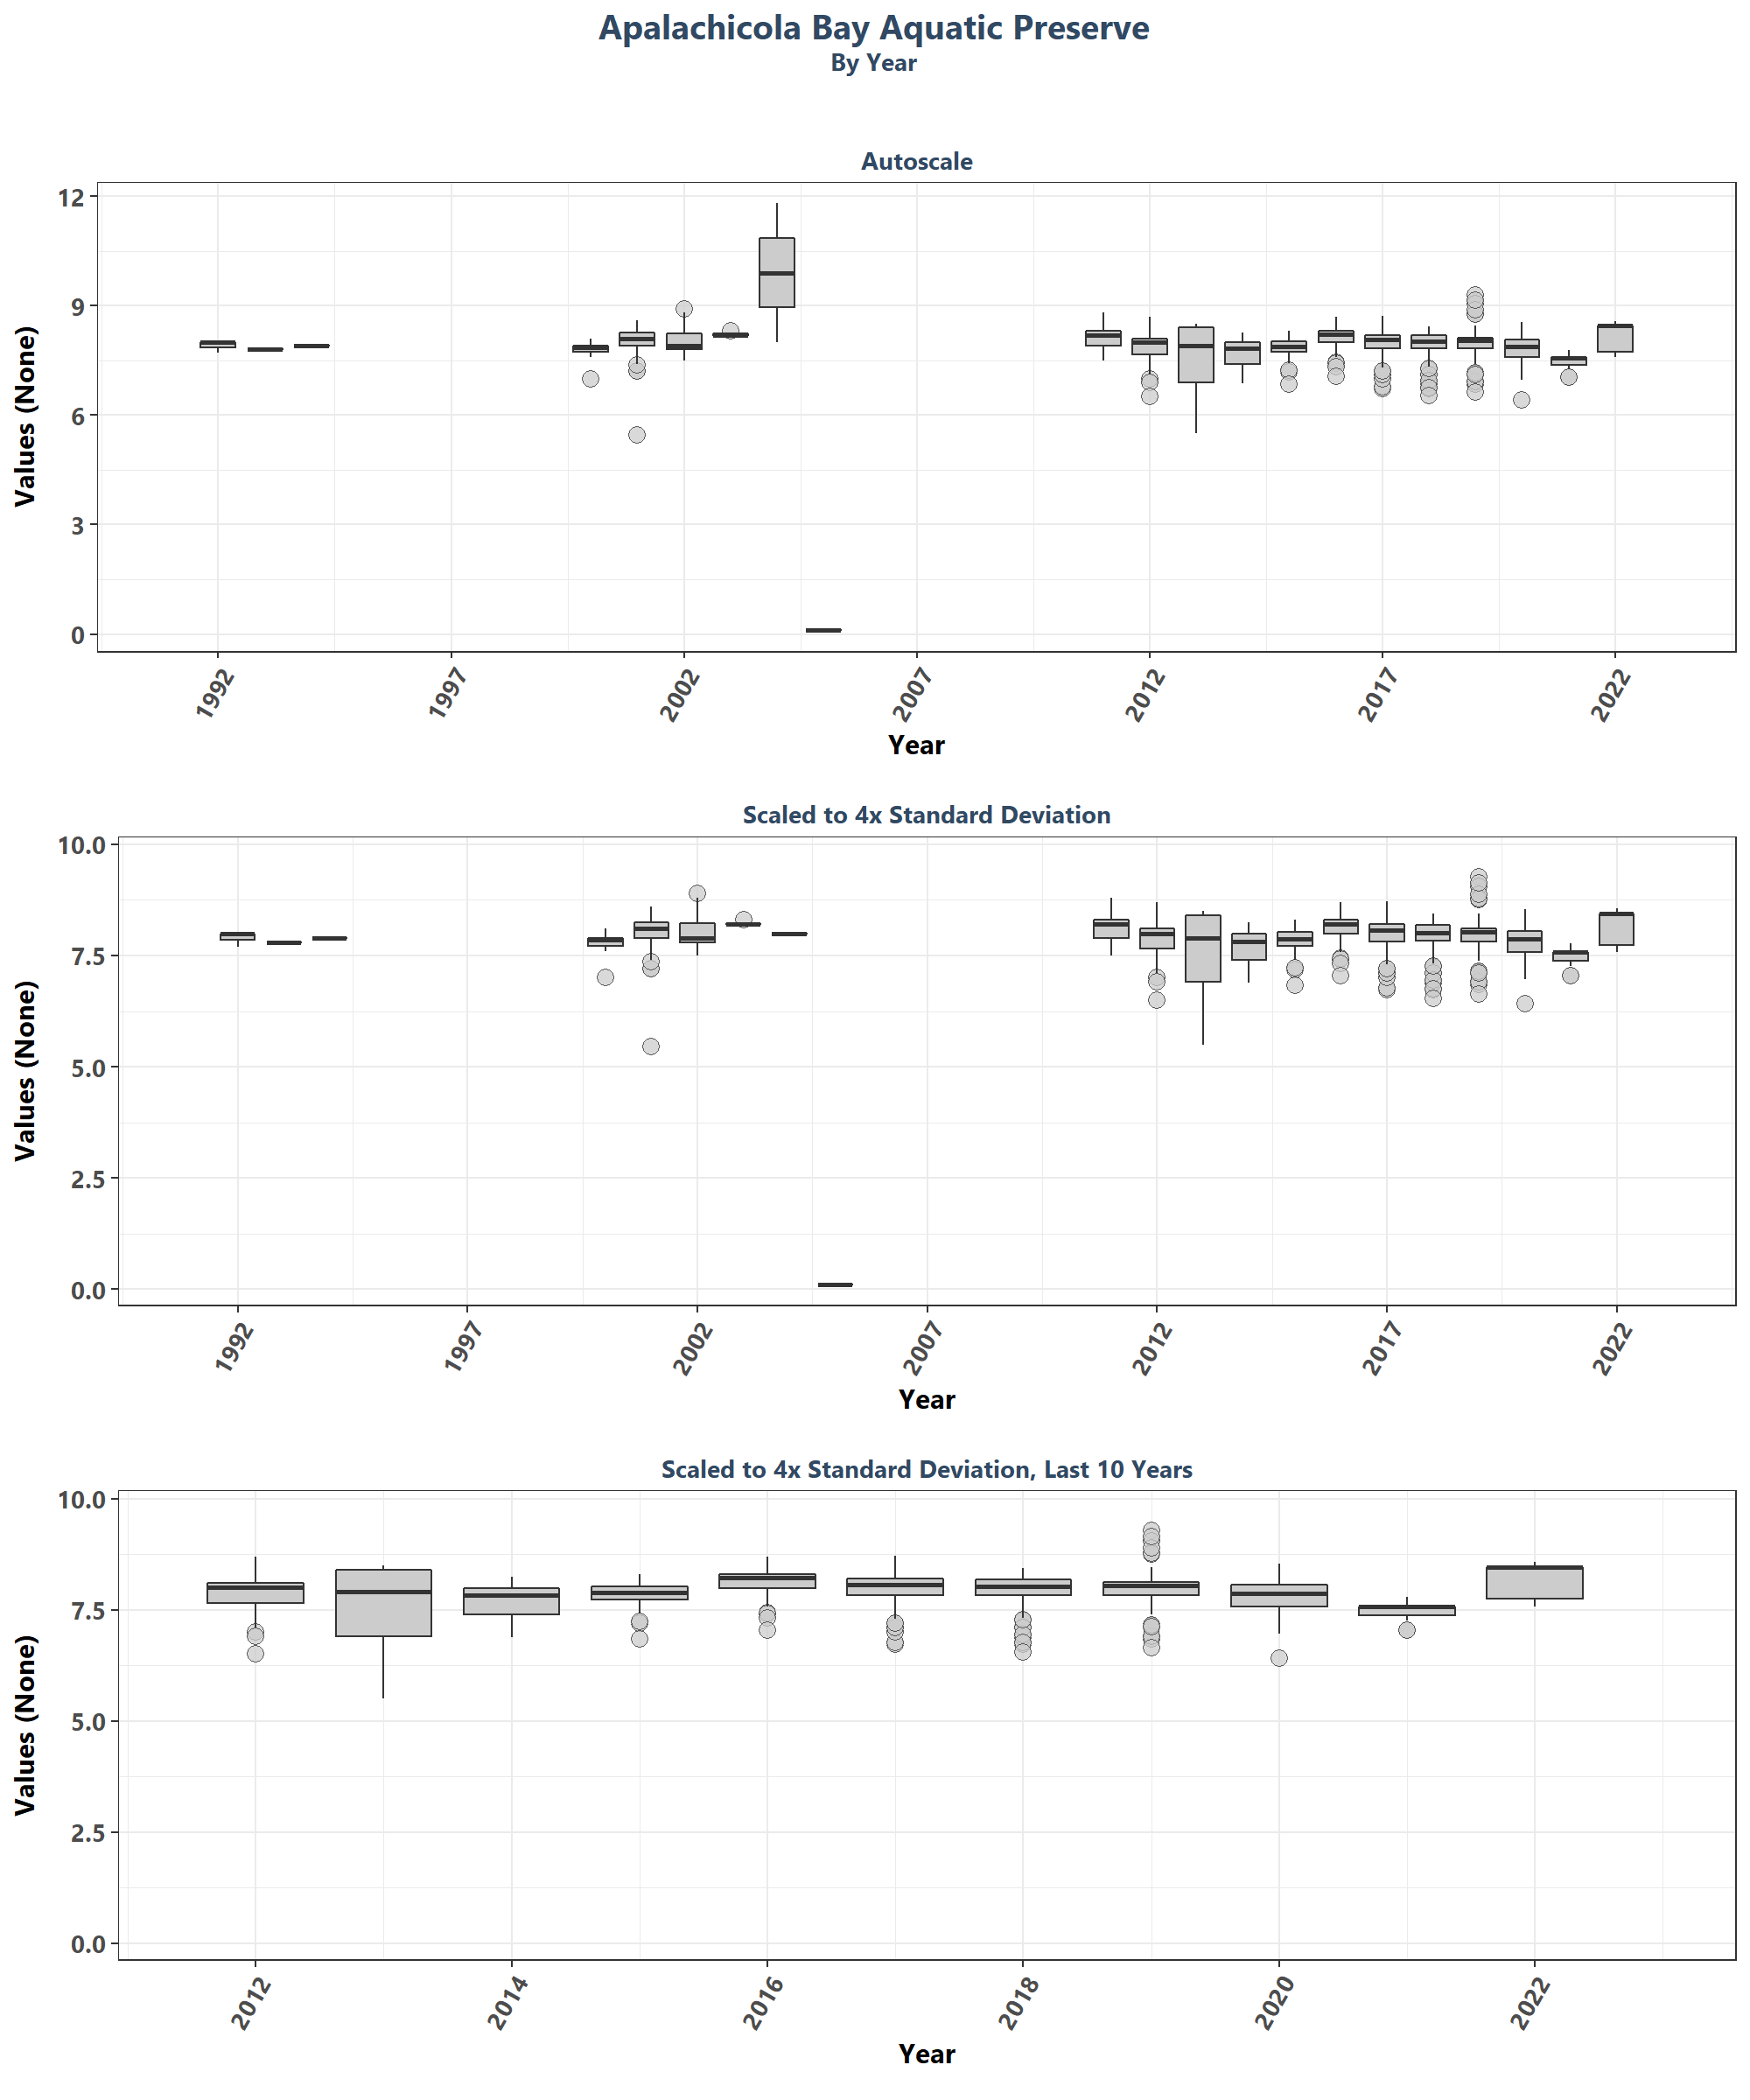 Apalachicola Bay Aquatic Preserve
By Year
Autoscale
12
9
6
3
0
Values (None)
1992 1997 2002 2007 2012 2017 2022
Year
Scaled to 4x Standard Deviation
10.0
7.5
5.0
2.5
0.0
Values (None)
1992 1997 2002 2007 2012 2017 2022
Year
Scaled to 4x Standard Deviation, Last 10 Years
10.0
7.5
5.0
2.5
0.0
Values (None)
2012 2014 2016 2018 2020 2022
Year